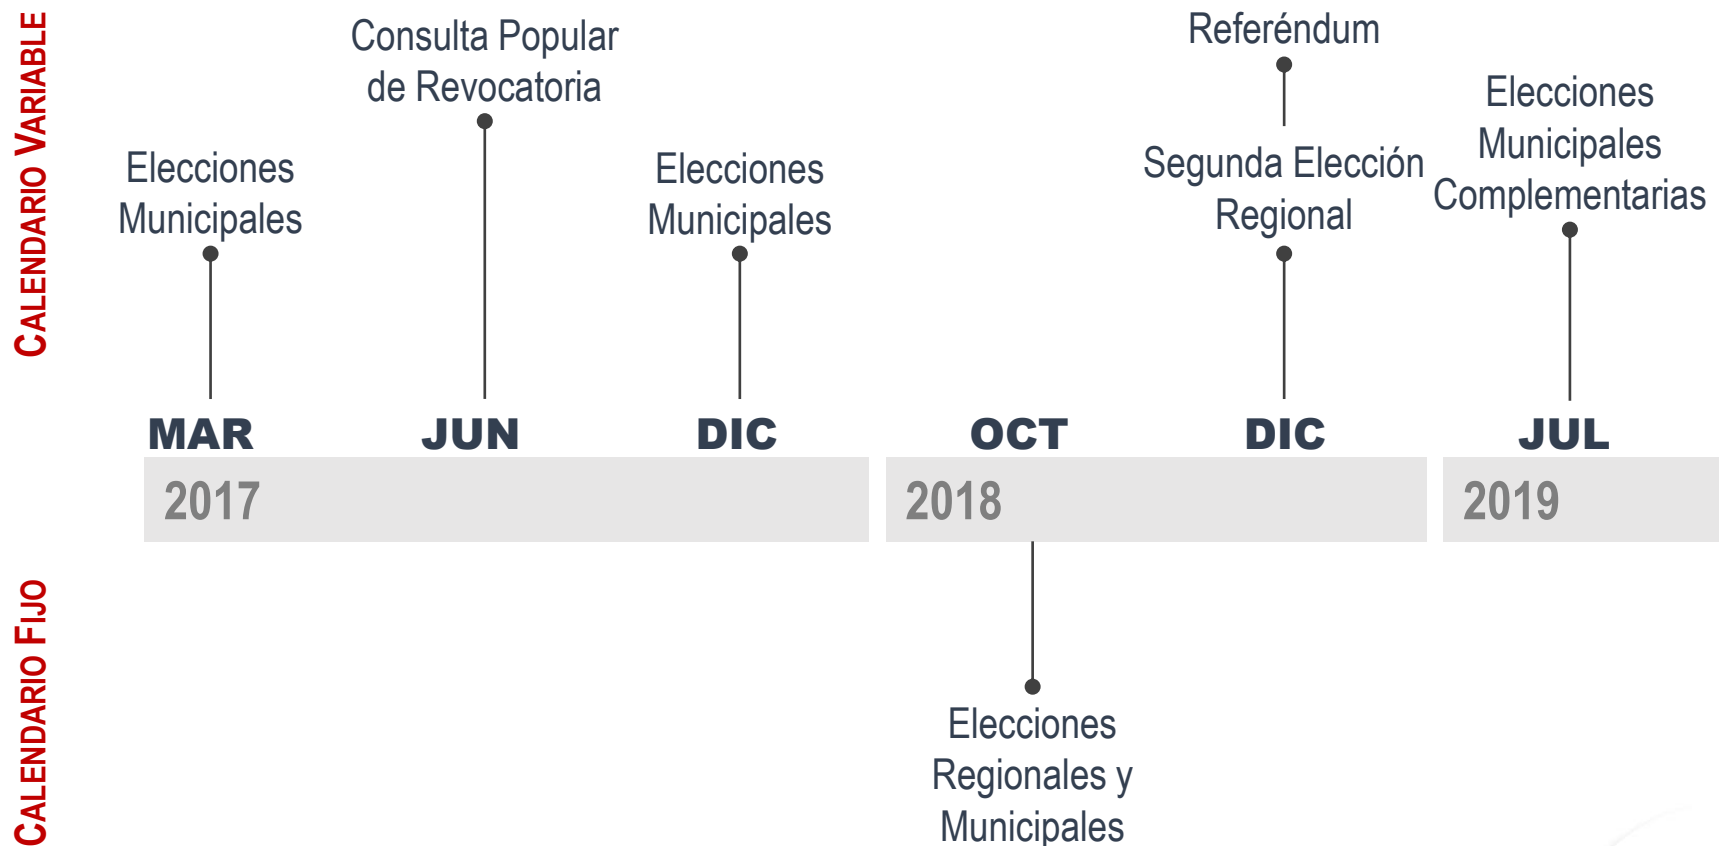 CALENDARIO VARIABLE
Elecciones
Municipales
Consulta Popular
de Revocatoria
Elecciones
Municipales
Referéndum
Segunda Elección
Regional
Elecciones
Municipales
Complementarias
MAR
JUN
DIC
OCT
DIC
JUL
2017
2018
2019
CALENDARIO FIJO
Elecciones
Regionales y
Municipales